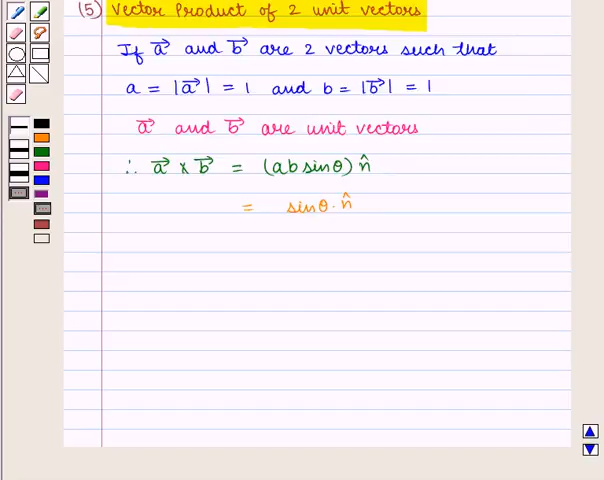 (5) Vector Product of 2 unit vectors
If a⃗ and b⃗ are 2 vectors such that
a = |a⃗| = 1 and b = |b⃗| = 1
a⃗ and b⃗ are unit vectors
∴ a⃗ × b⃗ = (ab sinθ) n̂
= sinθ · n̂